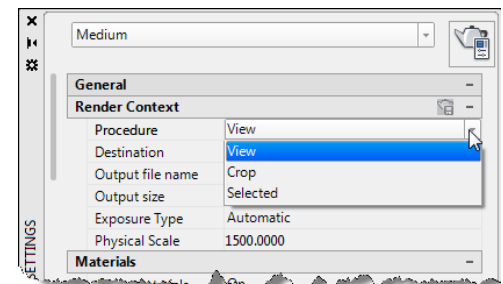 Medium
General
Render Context
Procedure View
Destination View
Output file name Crop
Output size Selected
Exposure Type Automatic
Physical Scale 1500.0000
Materials
SETTINGS